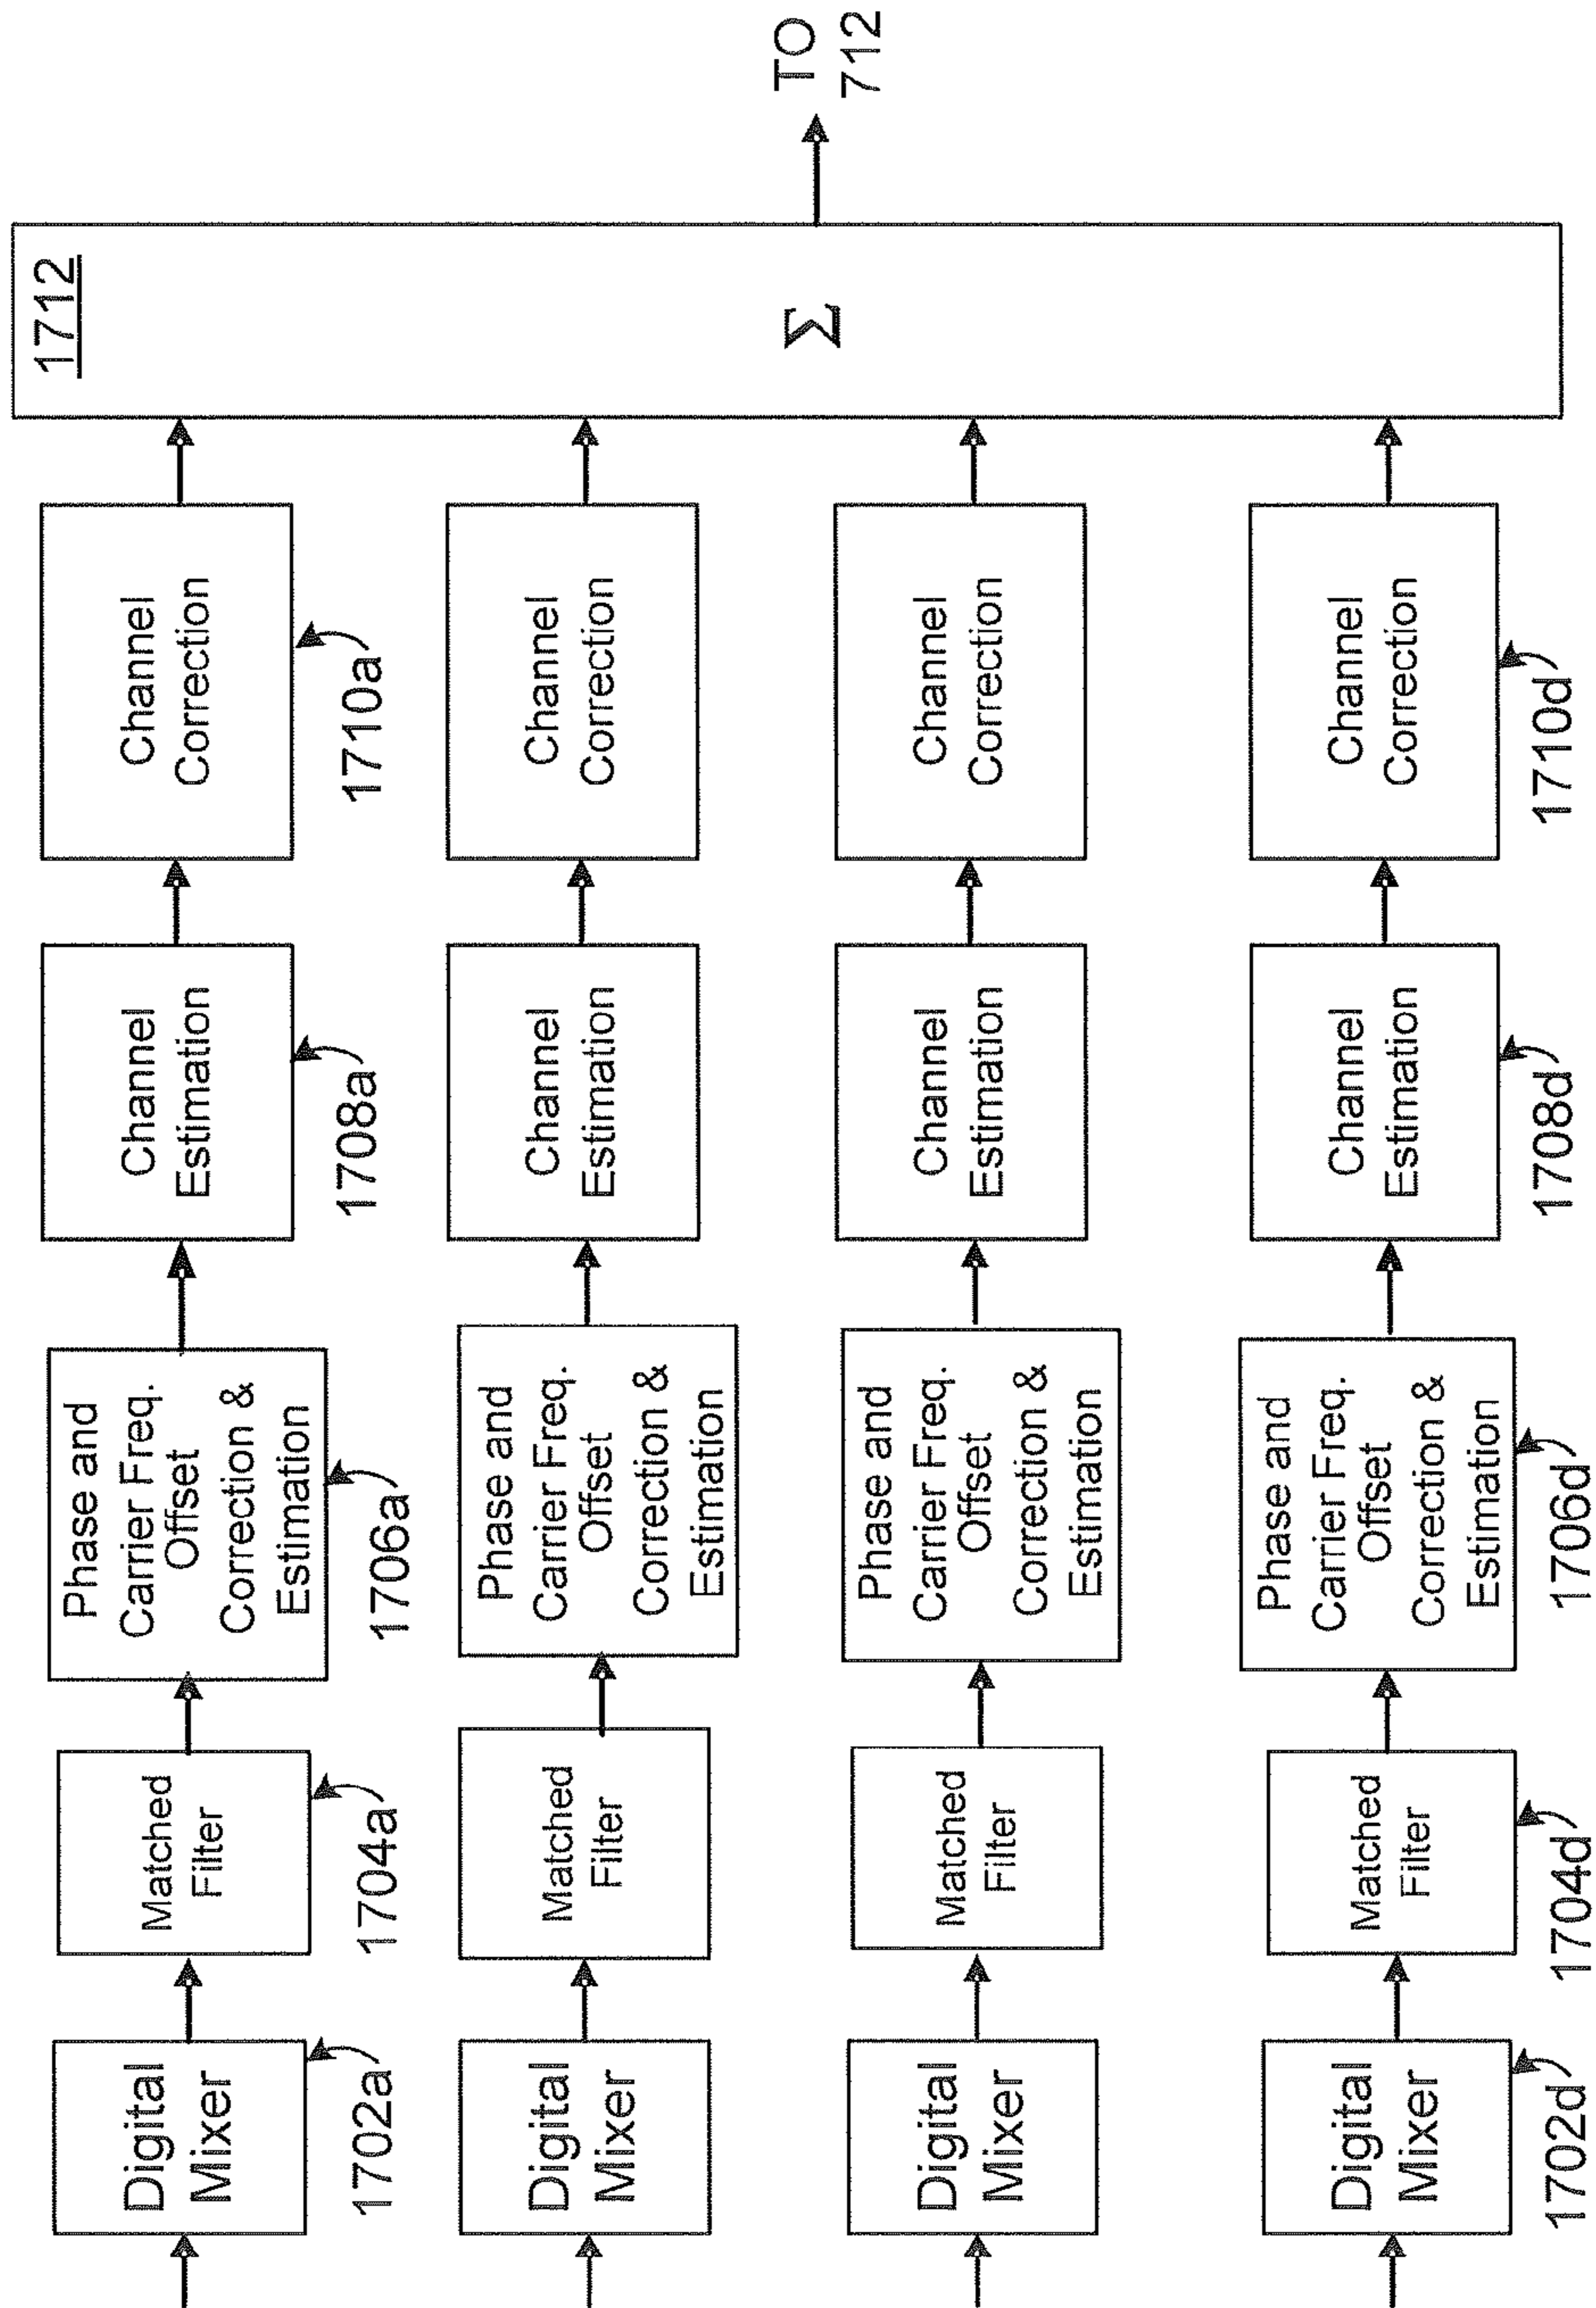 Digital
Mixer
1702a
Matched
Filter
1704a
Phase and
Carrier Freq.
Offset
Correction &
Estimation
1706a
Channel
Estimation
1708a
Channel
Correction
1710a
Digital
Mixer
Matched
Filter
Phase and
Carrier Freq.
Offset
Correction &
Estimation
Channel
Estimation
Channel
Correction
Digital
Mixer
Matched
Filter
Phase and
Carrier Freq.
Offset
Correction &
Estimation
Channel
Estimation
Channel
Correction
Digital
Mixer
1702d
Matched
Filter
1704d
Phase and
Carrier Freq.
Offset
Correction &
Estimation
1706d
Channel
Estimation
1708d
Channel
Correction
1710d
1712
Σ
TO
712